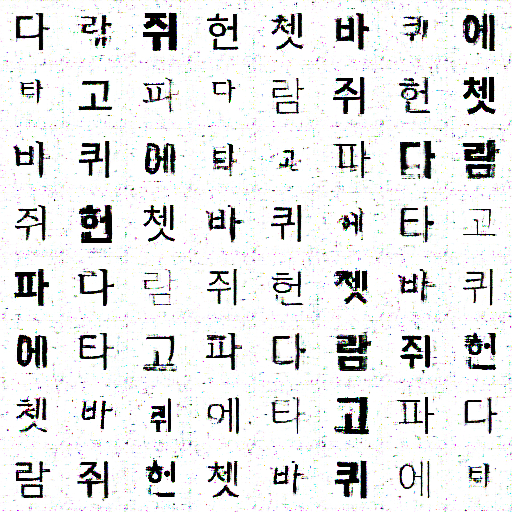 다 람 쥐 헌 쳇 바 퀴 에
타 고 파 다 람 쥐 헌 쳇
바 퀴 에 타 고 파 다 람
쥐 헌 쳇 바 퀴 에 타 고
파 다 람 쥐 헌 쳇 바 퀴
에 타 고 파 다 람 쥐 헌
쳇 바 퀴 에 타 고 파 다
람 쥐 헌 쳇 바 퀴 에 타